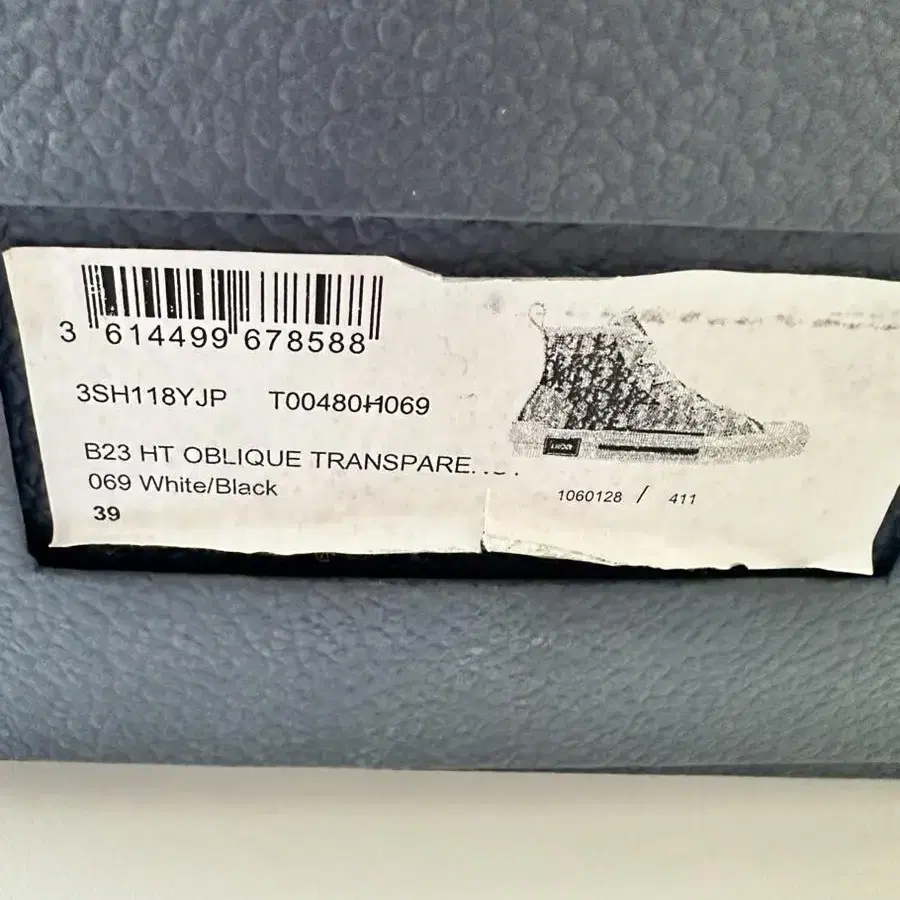 3 614499 678588
3SH118YJP T00480H069
B23 HT OBLIQUE TRANSPARE
069 White/Black
39
1060128 / 411